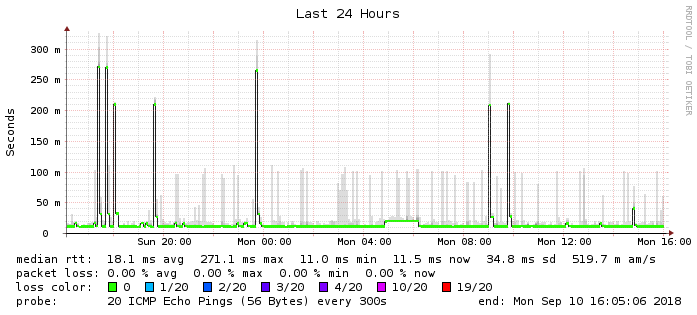 Last 24 Hours
RRDTOOL / TOBI OETIKER
Seconds
300 m
250 m
200 m
150 m
100 m
50 m
0
Sun 20:00 Mon 00:00 Mon 04:00 Mon 08:00 Mon 12:00 Mon 16:00
median rtt: 18.1 ms avg 271.1 ms max 11.0 ms min 11.5 ms now 34.8 ms sd 519.7 m am/s
packet loss: 0.00 % avg 0.00 % max 0.00 % min 0.00 % now
loss color: 0 1/20 2/20 3/20 4/20 10/20 19/20
probe: 20 ICMP Echo Pings (56 Bytes) every 300s end: Mon Sep 10 16:05:06 2018